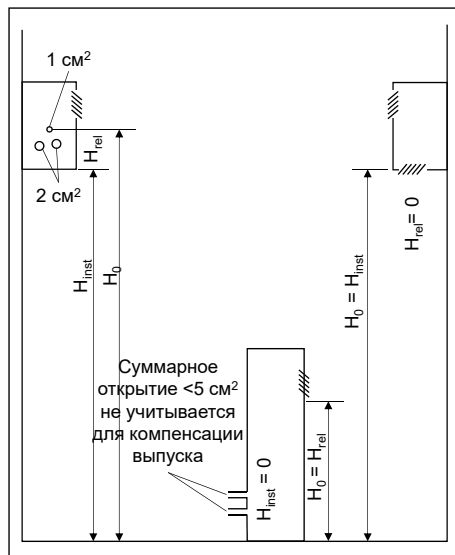 1 см²
H_rel
2 см²
H_inst
H_0
H_rel = 0
H_0 = H_inst
Суммарное
открытие <5 см²
не учитывается
для компенсации
выпуска
H_inst = 0
H_0 = H_rel